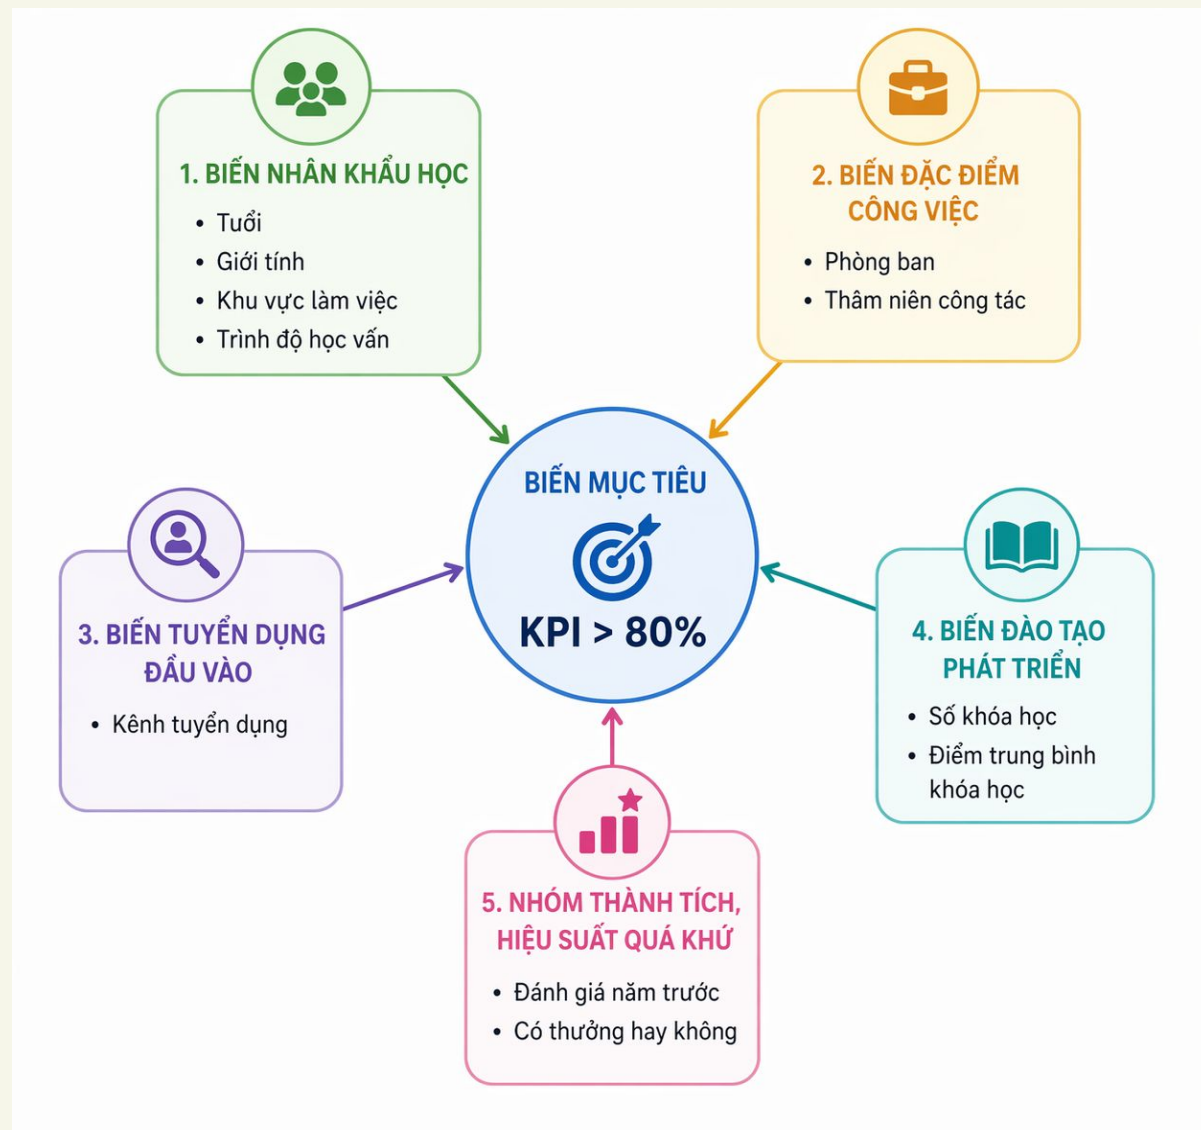 1. BIẾN NHÂN KHẨU HỌC
• Tuổi
• Giới tính
• Khu vực làm việc
• Trình độ học vấn
2. BIẾN ĐẶC ĐIỂM
CÔNG VIỆC
• Phòng ban
• Thâm niên công tác
BIẾN MỤC TIÊU
KPI > 80%
3. BIẾN TUYỂN DỤNG
ĐẦU VÀO
• Kênh tuyển dụng
4. BIẾN ĐÀO TẠO
PHÁT TRIỂN
• Số khóa học
• Điểm trung bình
khóa học
5. NHÓM THÀNH TÍCH,
HIỆU SUẤT QUÁ KHỨ
• Đánh giá năm trước
• Có thưởng hay không